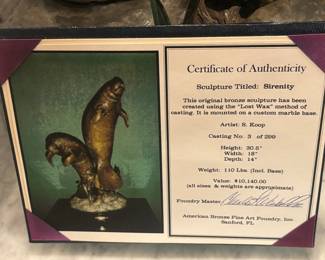 Certificate of Authenticity
Sculpture Titled: Sirenity
This original bronze sculpture has been
created using the "Lost Wax" method of
casting. It is mounted on a custom marble base.
Artist: S. Koop
Casting No 3 of 299
Height: 30.5"
Width: 18"
Depth: 14"
Weight: 110 Lbs (Incl. Base)
Value: $10,140.00
(all sizes & weights are approximate)
Foundry Master
American Bronze Fine Art Foundry, Inc.
Sanford, FL